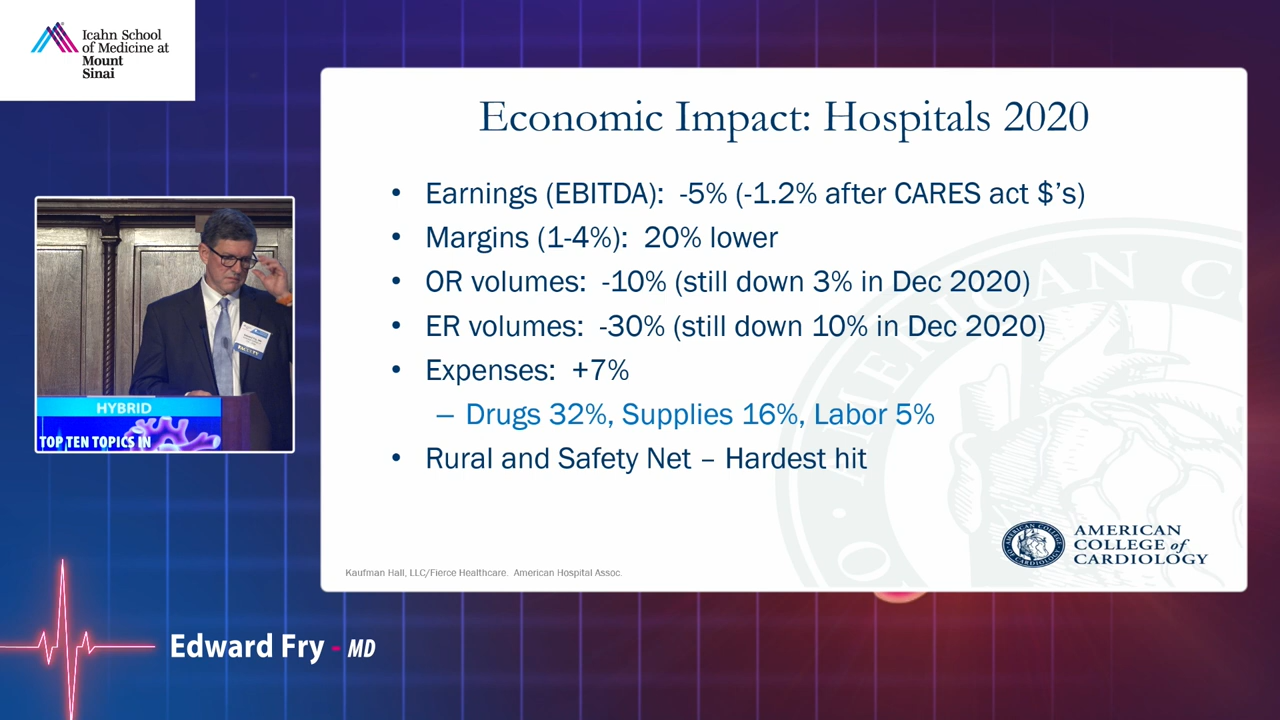 Icahn School
of Medicine at
Mount
Sinai
Economic Impact: Hospitals 2020
• Earnings (EBITDA): -5% (-1.2% after CARES act $'s)
• Margins (1-4%): 20% lower
• OR volumes: -10% (still down 3% in Dec 2020)
• ER volumes: -30% (still down 10% in Dec 2020)
• Expenses: +7%
– Drugs 32%, Supplies 16%, Labor 5%
• Rural and Safety Net – Hardest hit
AMERICAN
COLLEGE of
CARDIOLOGY
Kaufman Hall, LLC/Fierce Healthcare. American Hospital Assoc.
FACULTY
HYBRID
TOP TEN TOPICS IN
Edward Fry - MD